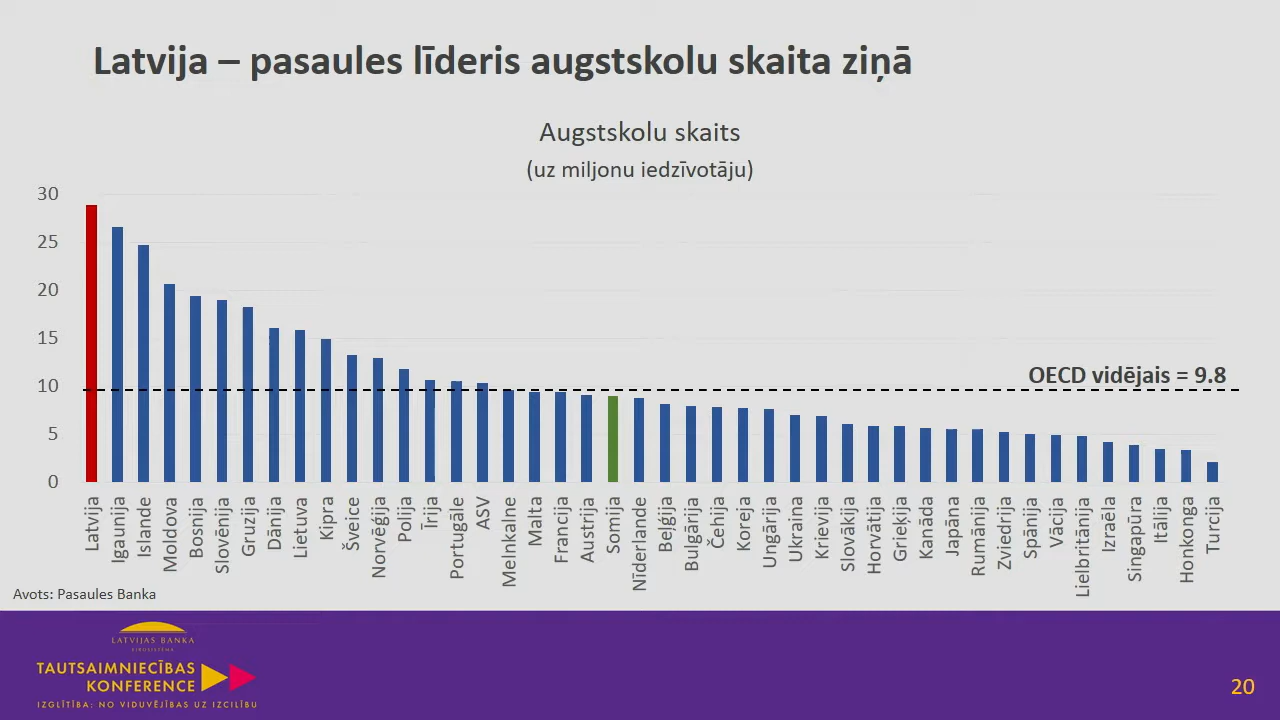 Latvija – pasaules līderis augstskolu skaita ziņā
Augstskolu skaits
(uz miljonu iedzīvotāju)
30
25
20
15
10
5
0
OECD vidējais = 9.8
Latvija
Igaunija
Islande
Moldova
Bosnija
Slovēnija
Gruzija
Dānija
Lietuva
Kipra
Šveice
Norvēģija
Polija
Īrija
Portugāle
ASV
Melnkalne
Malta
Francija
Austrija
Somija
Nīderlande
Beļģija
Bulgārija
Čehija
Koreja
Ungārija
Ukraina
Krievija
Slovākija
Horvātija
Grieķija
Kanāda
Japāna
Rumānija
Zviedrija
Spānija
Vācija
Lielbritānija
Izraēla
Singapūra
Itālija
Honkonga
Turcija
Avots: Pasaules Banka
LATVIJAS BANKA
EIROSISTĒMA
TAUTSAIMNIECĪBAS
KONFERENCE
IZGLĪTĪBA: NO VIDUVĒJĪBAS UZ IZCILĪBU
20